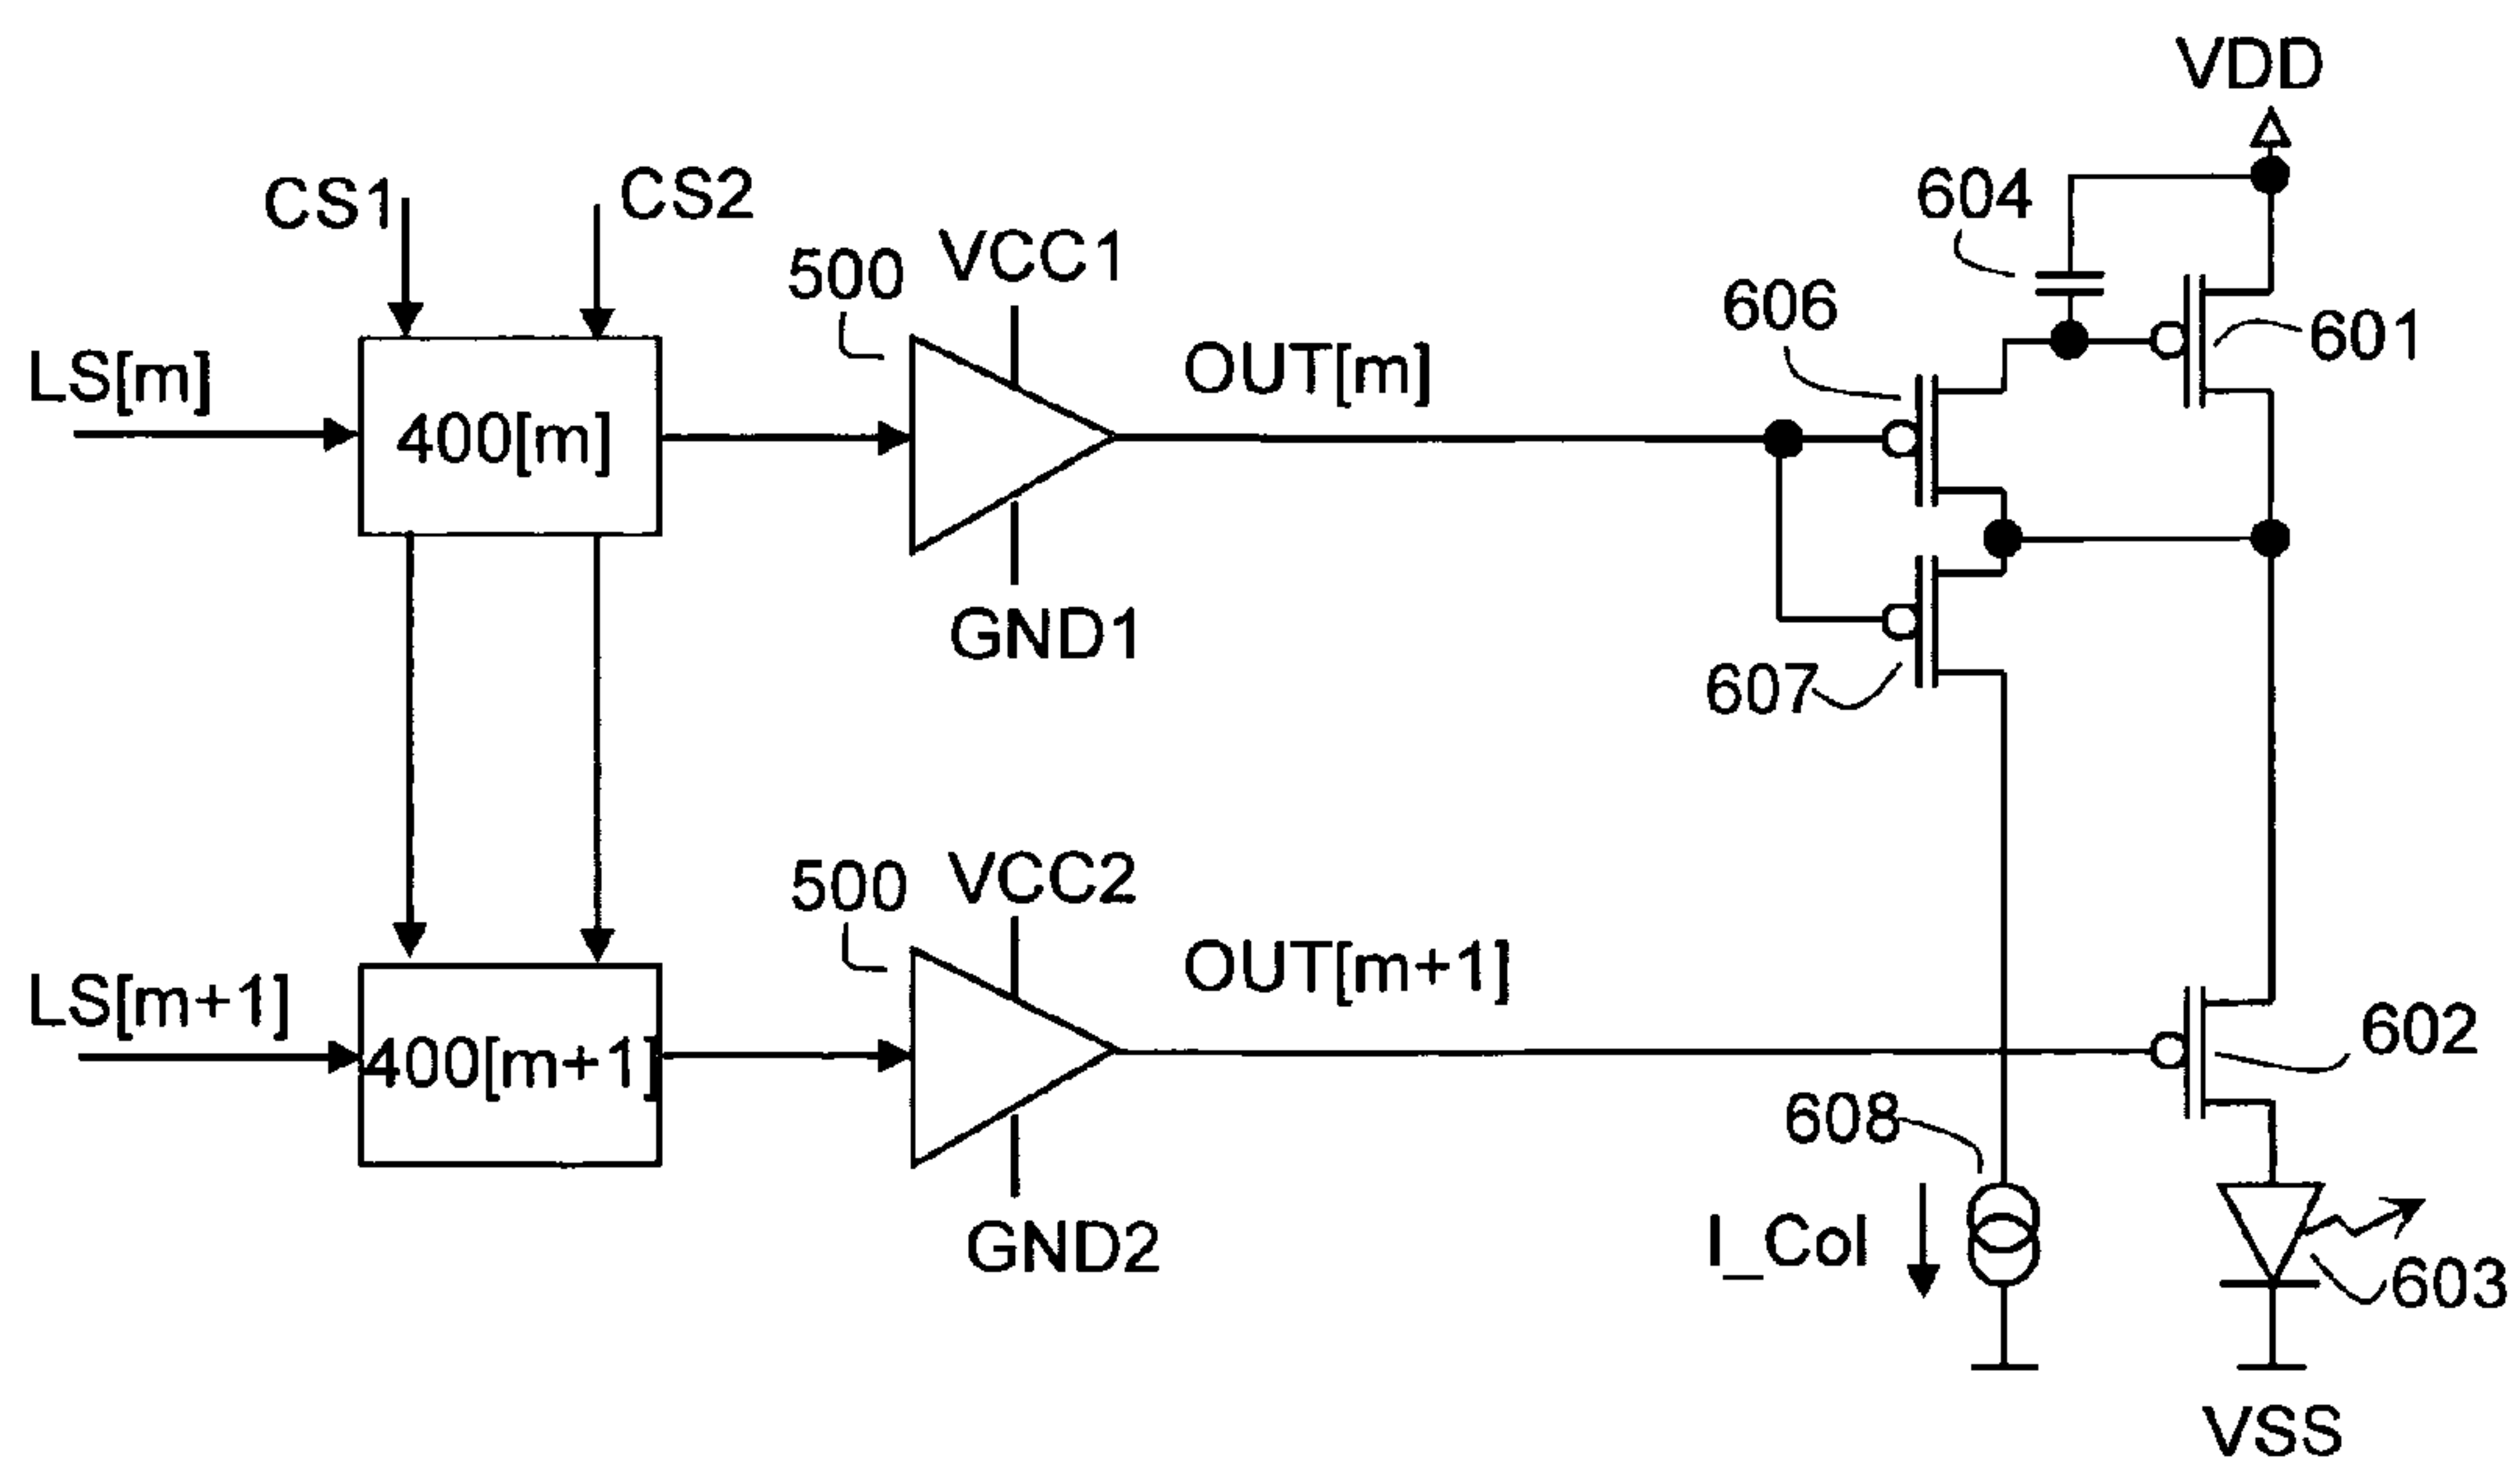 VDD
CS1
CS2
604
500
VCC1
606
601
LS[m]
OUT[m]
400[m]
GND1
607
500
VCC2
LS[m+1]
OUT[m+1]
602
400[m+1]
608
I_Col
GND2
603
VSS